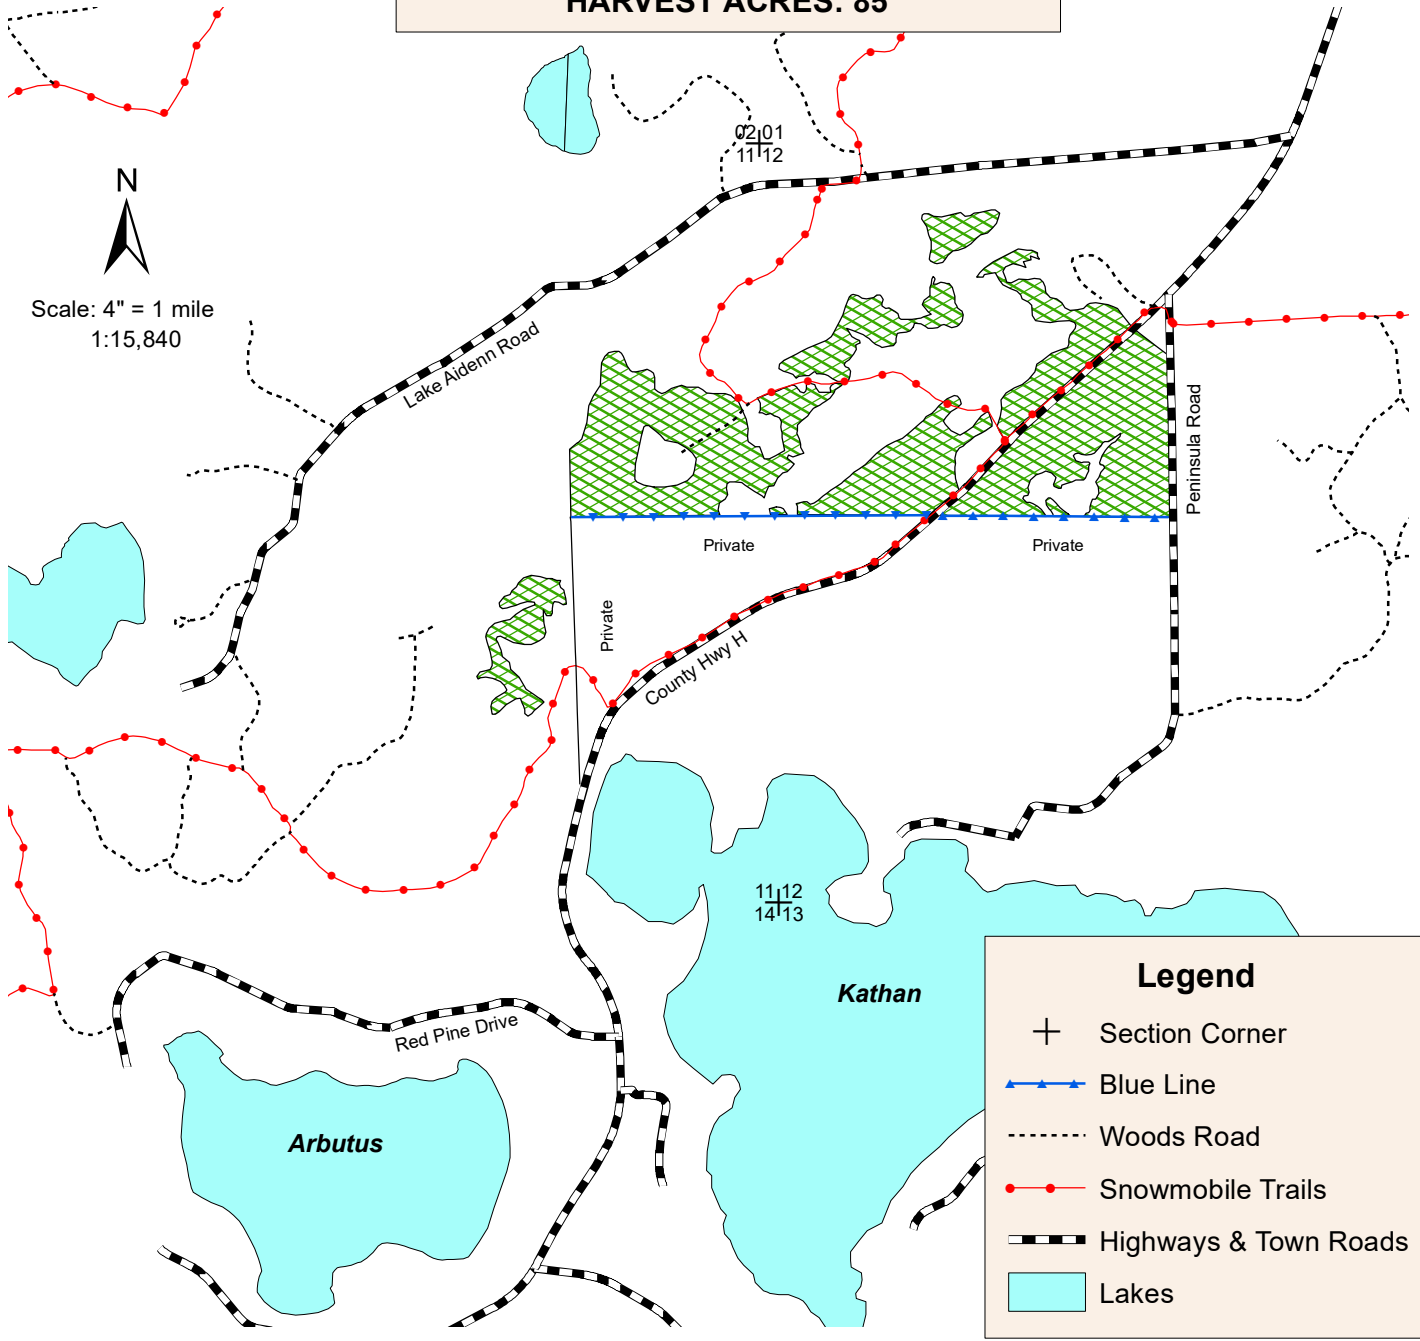 HARVEST ACRES: 85
02 01
11 12
N
Scale: 4" = 1 mile
1:15,840
Lake Aidenn Road
Peninsula Road
Private
Private
Private
County Hwy H
11 12
14 13
Kathan
Red Pine Drive
Arbutus
Legend
Section Corner
Blue Line
Woods Road
Snowmobile Trails
Highways & Town Roads
Lakes